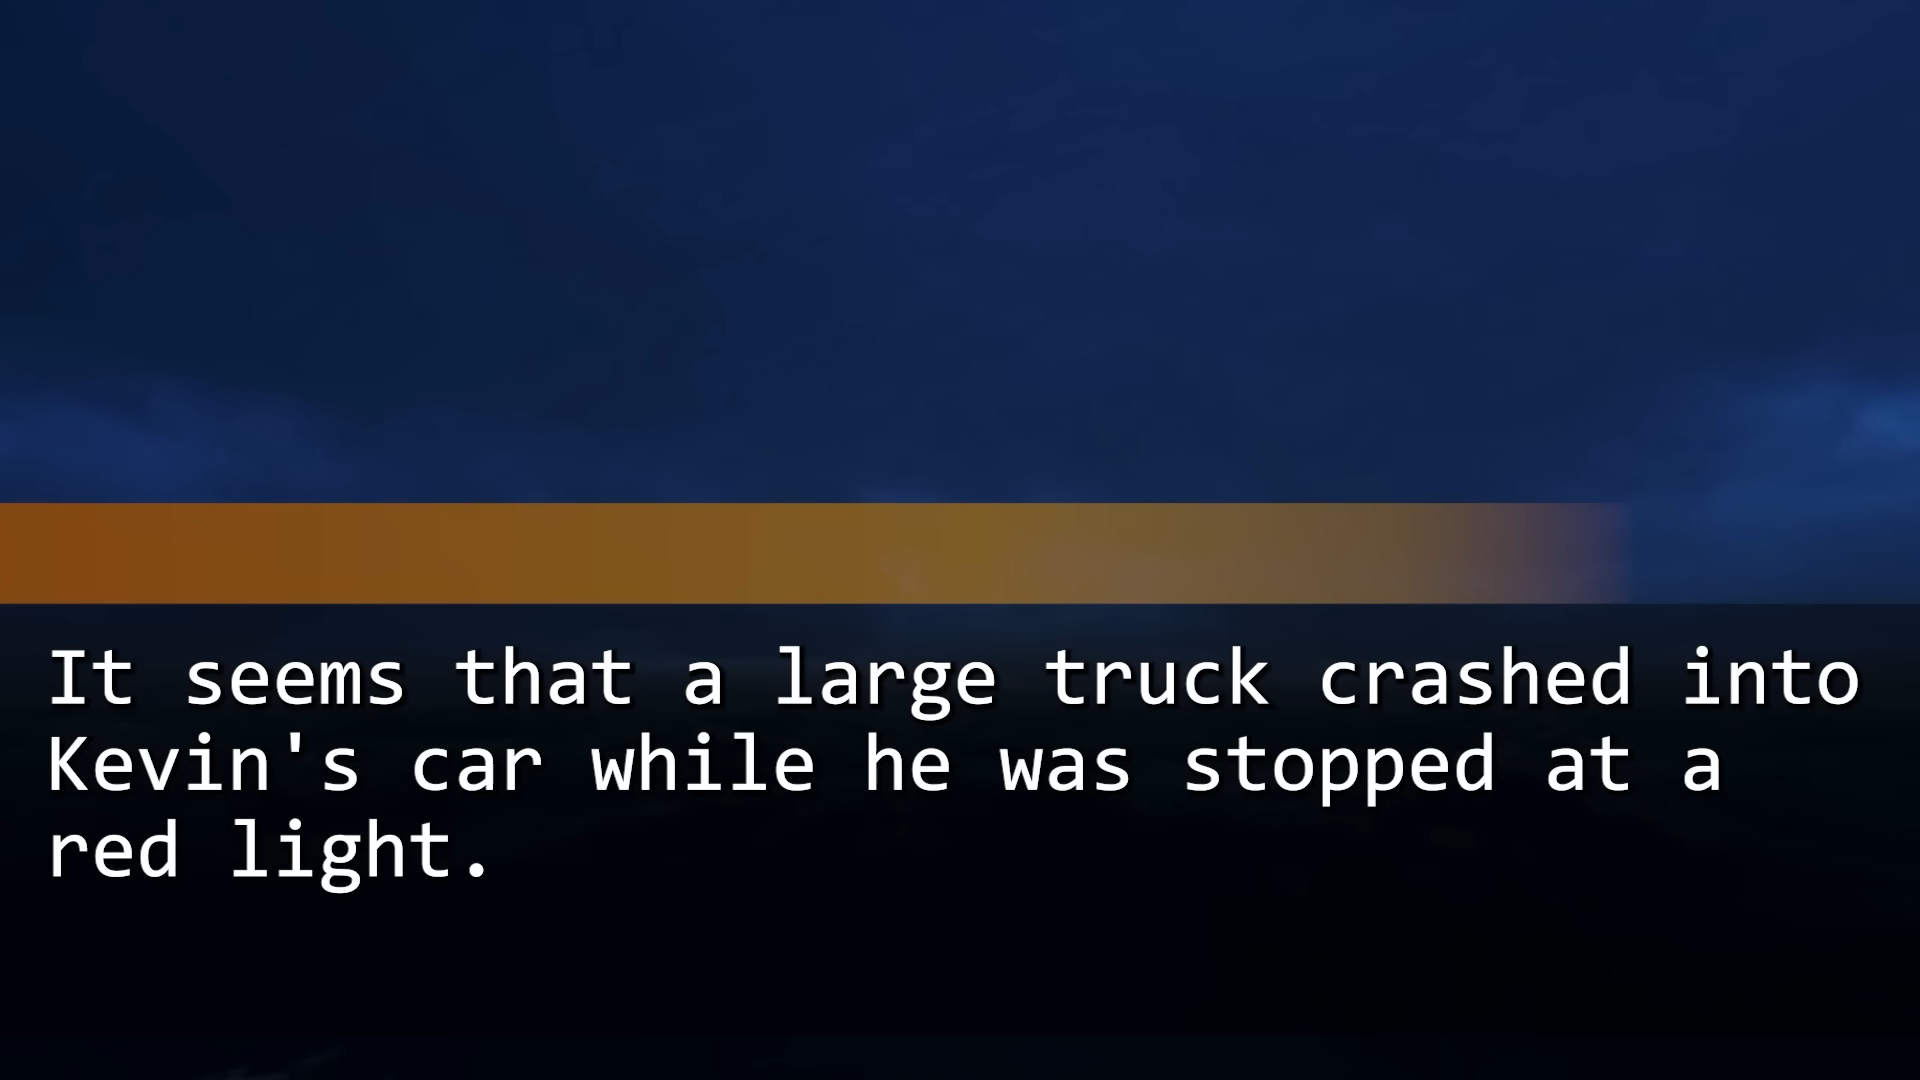 It seems that a large truck crashed into
Kevin's car while he was stopped at a
red light.